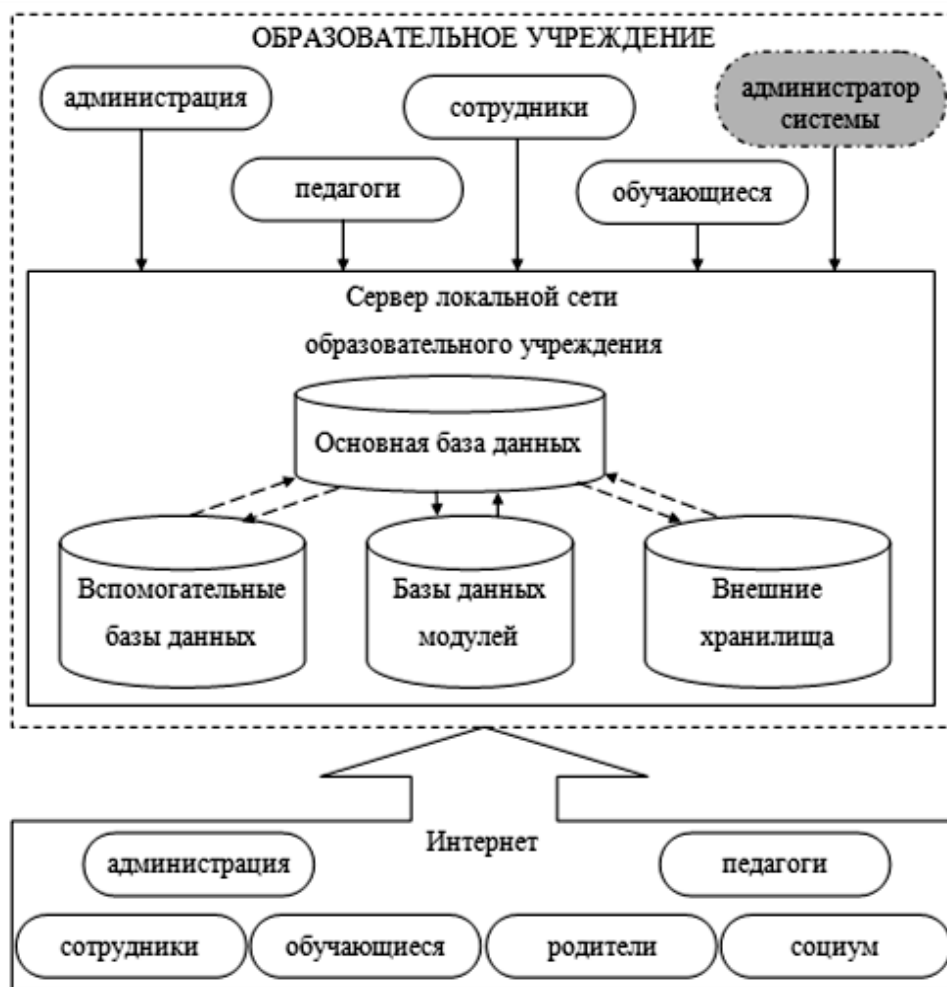 ОБРАЗОВАТЕЛЬНОЕ УЧРЕЖДЕНИЕ
администрация
сотрудники
администратор
системы
педагоги
обучающиеся
Сервер локальной сети
образовательного учреждения
Основная база данных
Вспомогательные
базы данных
Базы данных
модулей
Внешние
хранилища
Интернет
администрация
педагоги
сотрудники
обучающиеся
родители
социум